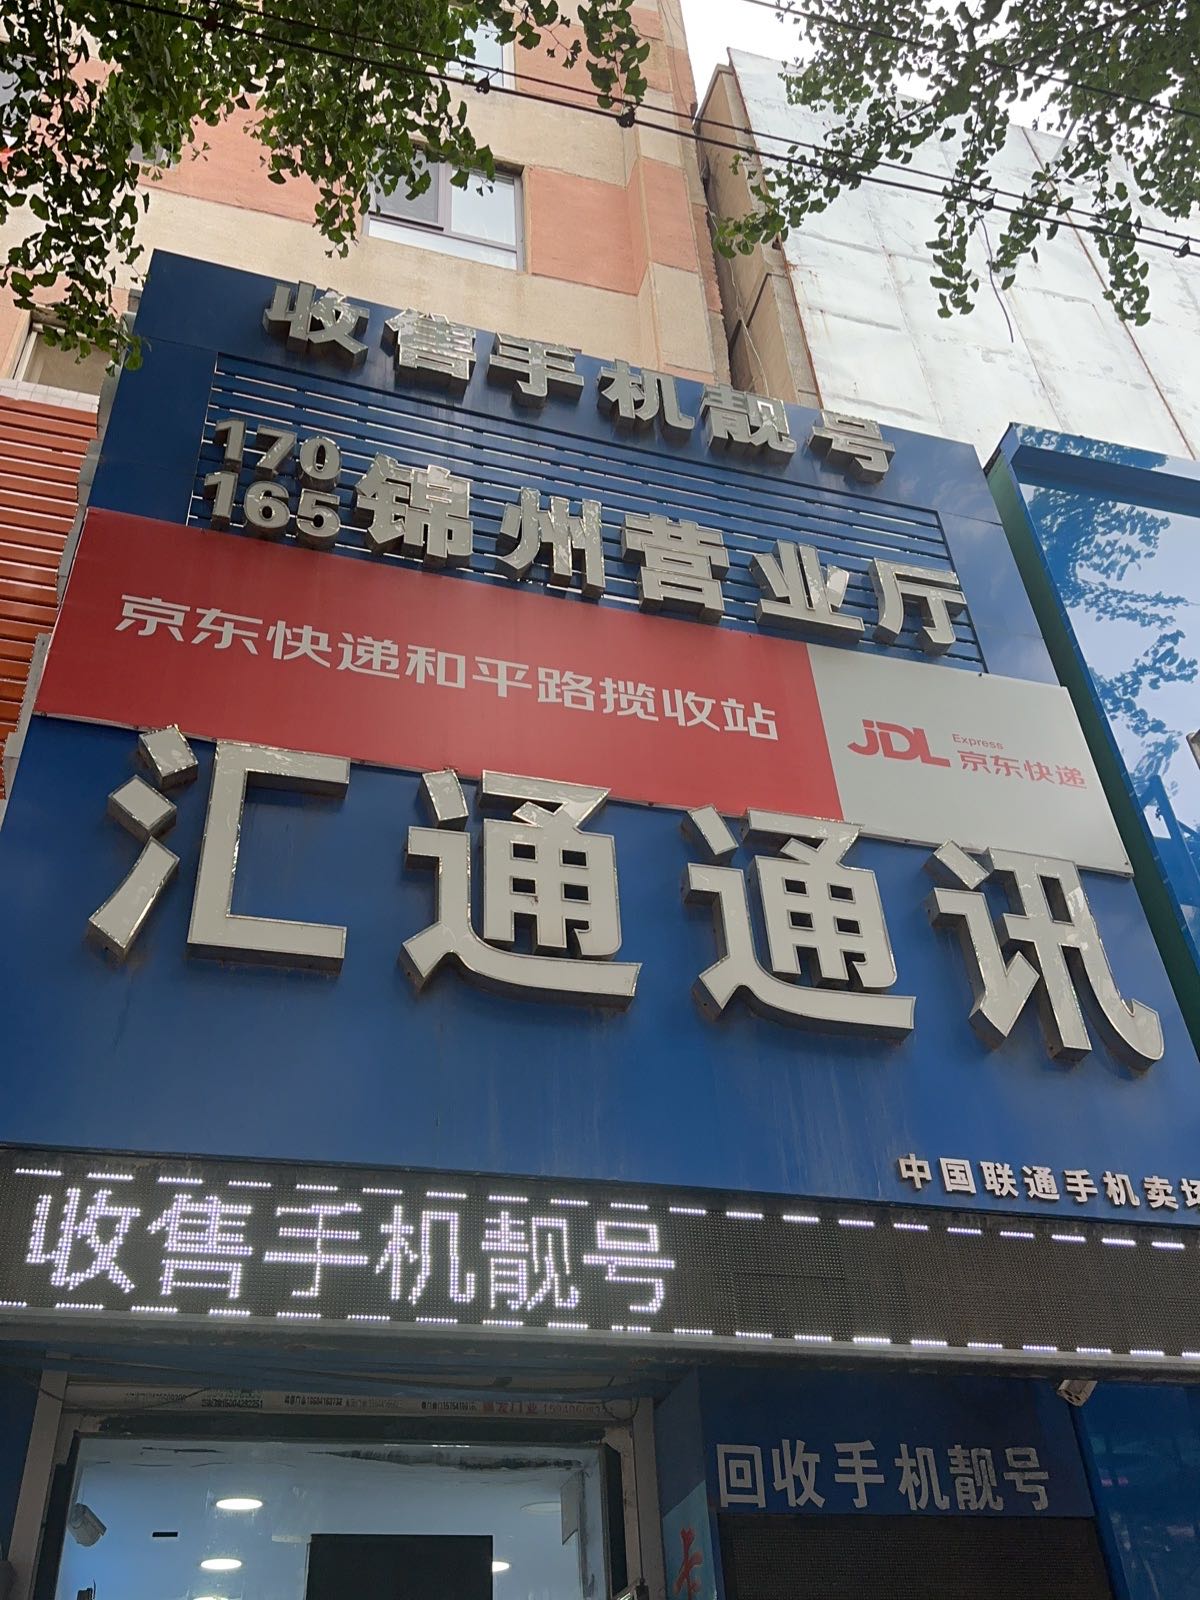 收售手机靓号
170
165
锦州营业厅
京东快递和平路揽收站
JDL
Express
京东快递
汇通通讯
中国联通手机卖场
收售手机靓号
回收手机靓号